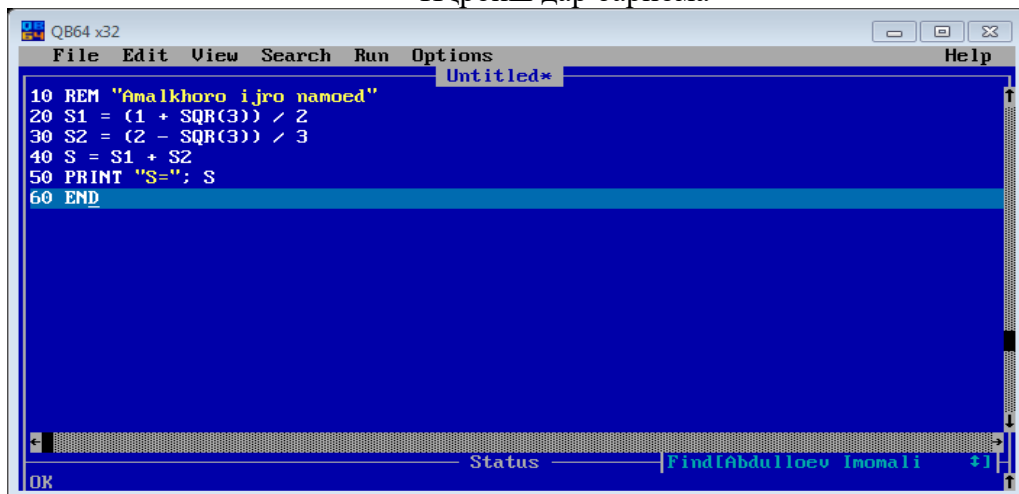 дар барнома
QB64 x32
File Edit View Search Run Options Help
Untitled*
10 REM "Amalkhoro ijro namoed"
20 S1 = (1 + SQR(3)) / 2
30 S2 = (2 - SQR(3)) / 3
40 S = S1 + S2
50 PRINT "S="; S
60 END
Status Find[Abdulloev Imomali ↕]
OK